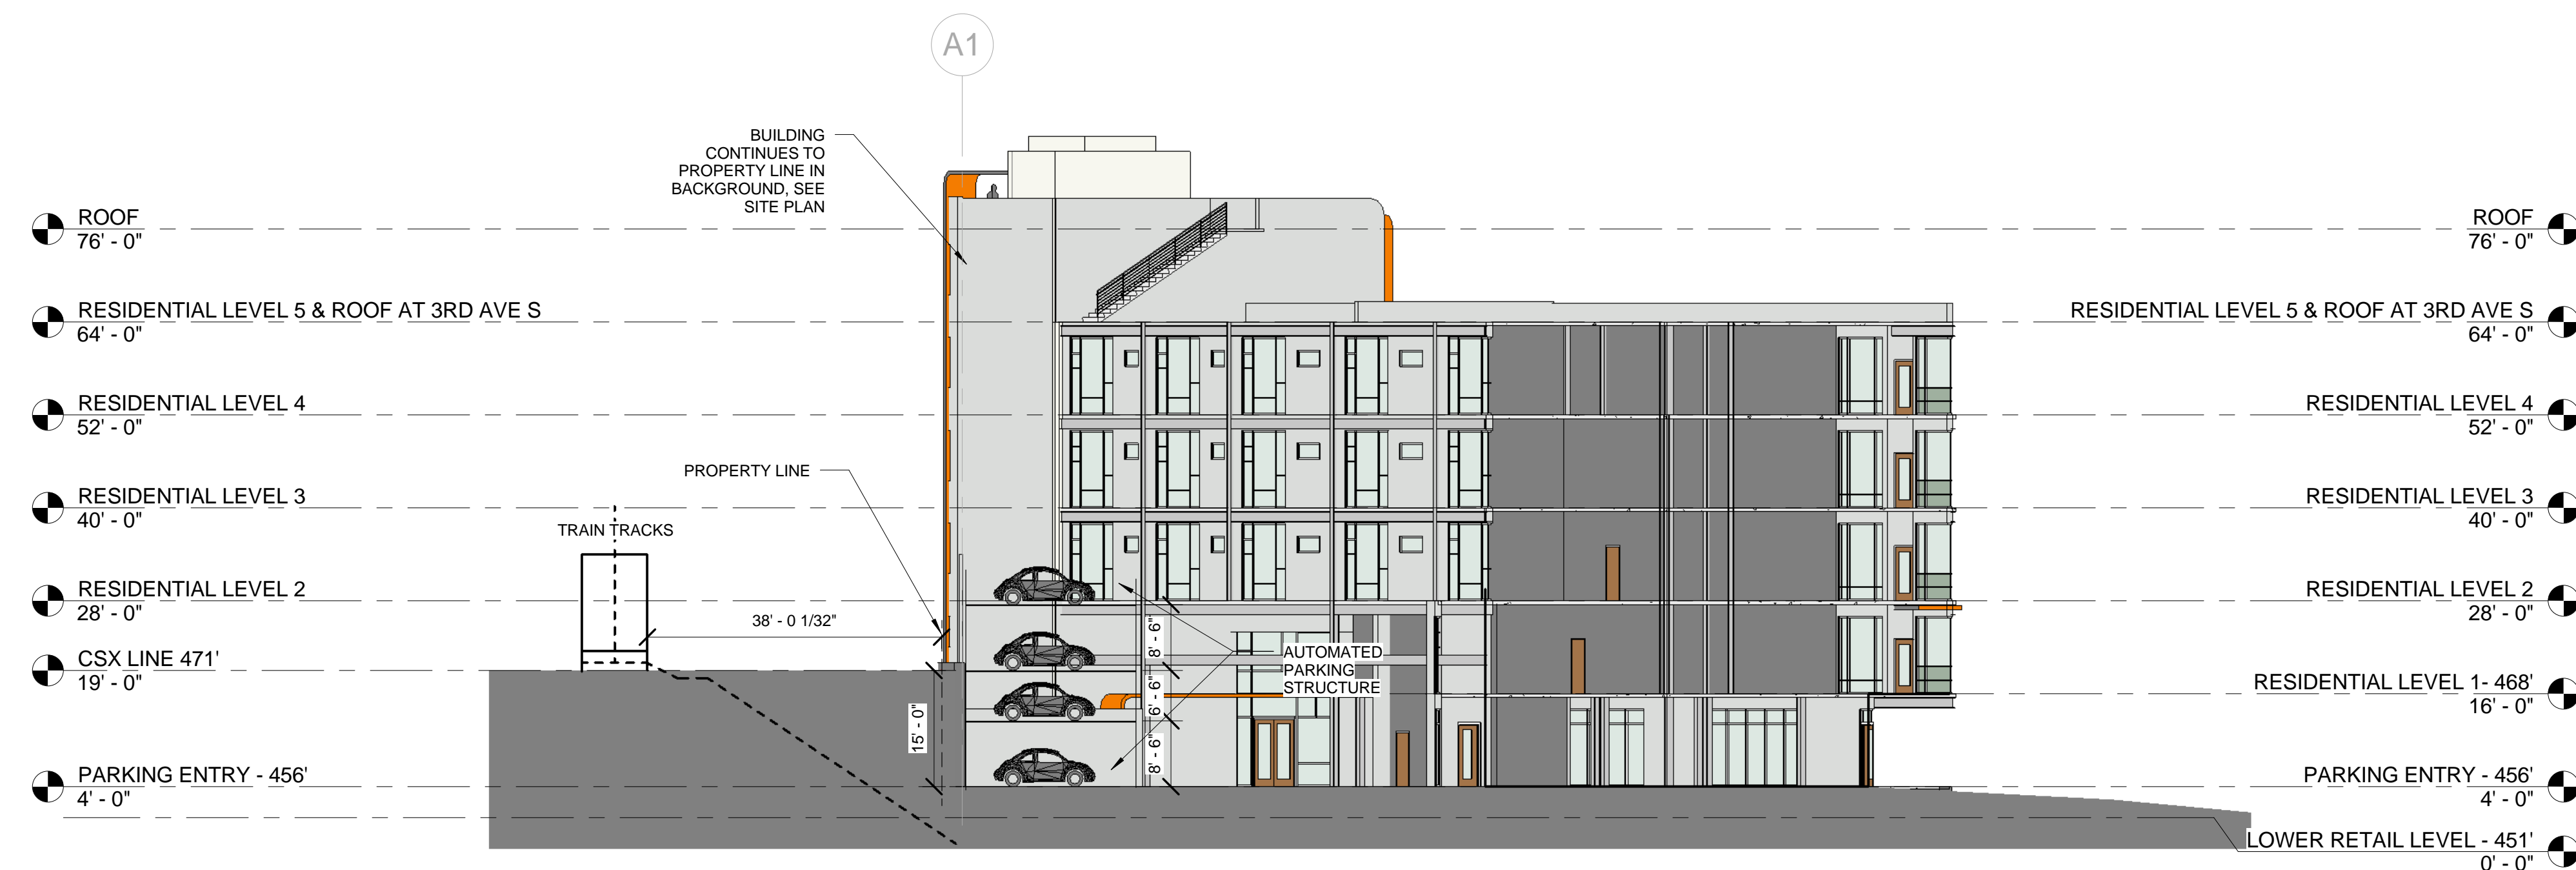 A1
BUILDING
CONTINUES TO
PROPERTY LINE IN
BACKGROUND, SEE
SITE PLAN
ROOF
76' - 0"
ROOF
76' - 0"
RESIDENTIAL LEVEL 5 & ROOF AT 3RD AVE S
64' - 0"
RESIDENTIAL LEVEL 5 & ROOF AT 3RD AVE S
64' - 0"
RESIDENTIAL LEVEL 4
52' - 0"
RESIDENTIAL LEVEL 4
52' - 0"
PROPERTY LINE
RESIDENTIAL LEVEL 3
40' - 0"
RESIDENTIAL LEVEL 3
40' - 0"
TRAIN TRACKS
RESIDENTIAL LEVEL 2
28' - 0"
RESIDENTIAL LEVEL 2
28' - 0"
38' - 0 1/32"
8' - 6"
AUTOMATED
PARKING
STRUCTURE
CSX LINE 471'
19' - 0"
6' - 6"
RESIDENTIAL LEVEL 1- 468'
16' - 0"
15' - 0"
8' - 6"
PARKING ENTRY - 456'
4' - 0"
PARKING ENTRY - 456'
4' - 0"
LOWER RETAIL LEVEL - 451'
0' - 0"